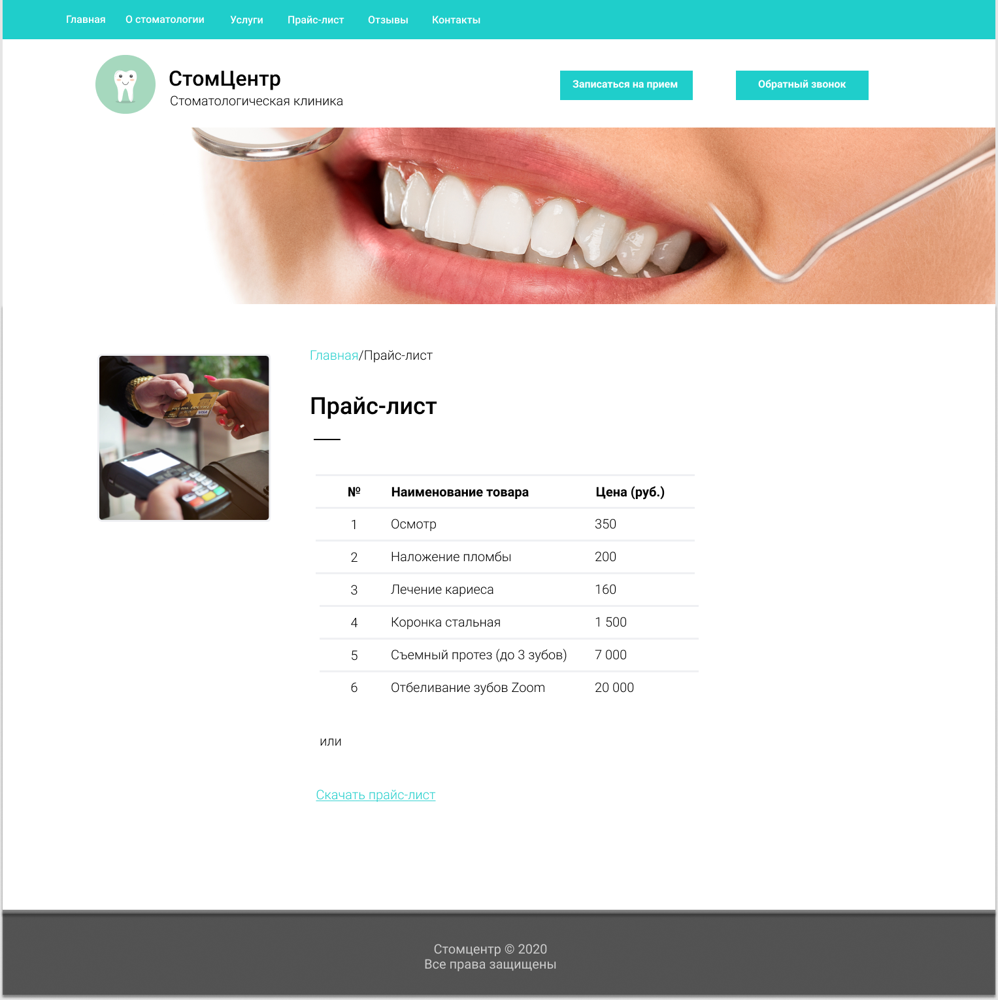 Главная О стоматологии Услуги Прайс-лист Отзывы Контакты
СтомЦентр
Стоматологическая клиника
Записаться на прием Обратный звонок
Главная/Прайс-лист
Прайс-лист
№ Наименование товара Цена (руб.)
1 Осмотр 350
2 Наложение пломбы 200
3 Лечение кариеса 160
4 Коронка стальная 1 500
5 Съемный протез (до 3 зубов) 7 000
6 Отбеливание зубов Zoom 20 000
или
Скачать прайс-лист
Стомцентр © 2020
Все права защищены